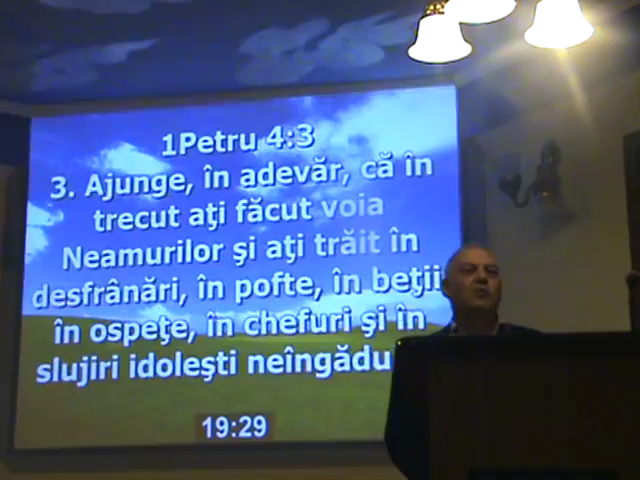 1Petru 4:3
3. Ajunge, în adevăr, că în
trecut aţi făcut voia
Neamurilor şi aţi trăit în
desfrânări, în pofte, în beţii
în ospeţe, în chefuri şi în
slujiri idoleşti
19:29